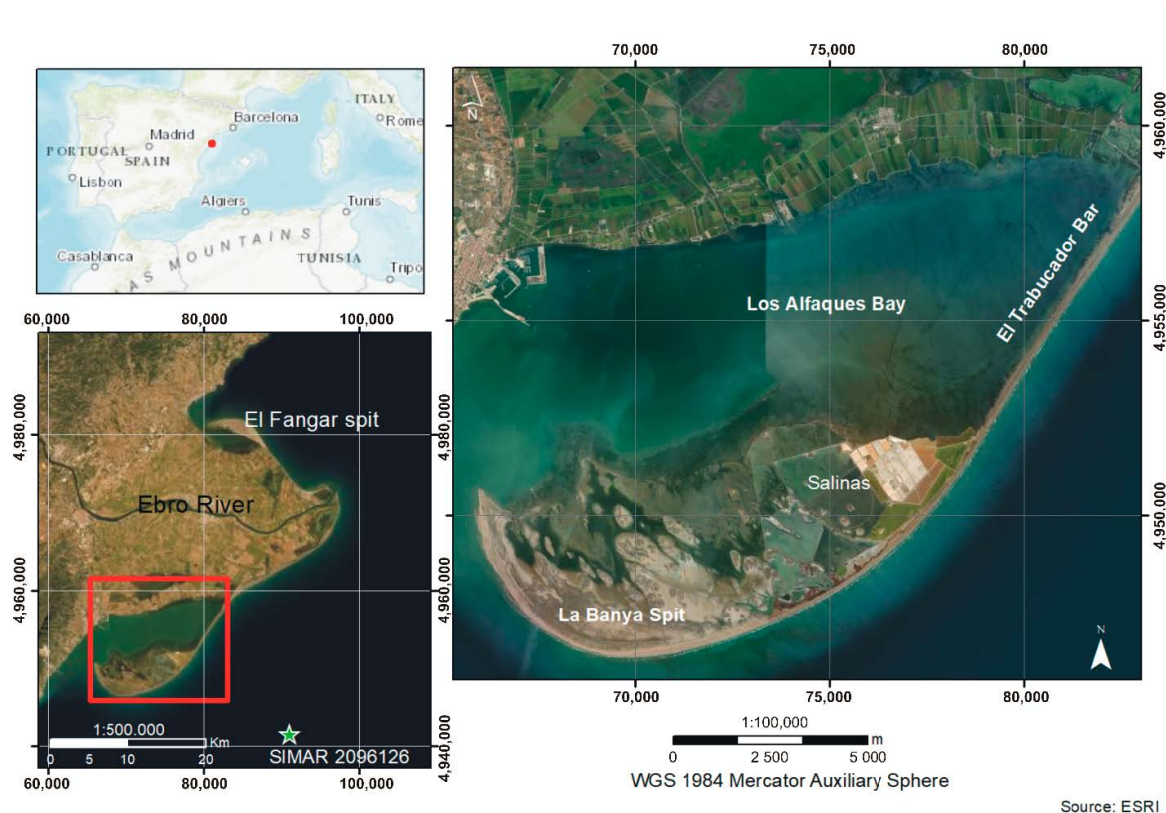 ITALY
Rome
Barcelona
Madrid
PORTUGAL
SPAIN
Lisbon
Algiers
Tunis
Casablanca
AS MOUNTAINS
TUNISIA
Tripo
60,000
80,000
100,000
4,980,000
4,980,000
El Fangar spit
Ebro River
4,960,000
4,960,000
1:500.000
Km
0 5 10 20
SIMAR 2096126
4,940,000
60,000
80,000
100,000
70,000
75,000
80,000
N
4,960,000
El Trabucador Bar
Los Alfaques Bay
4,955,000
Salinas
4,950,000
La Banya Spit
N
70,000
75,000
80,000
1:100,000
m
0 2 500 5 000
WGS 1984 Mercator Auxiliary Sphere
Source: ESRI